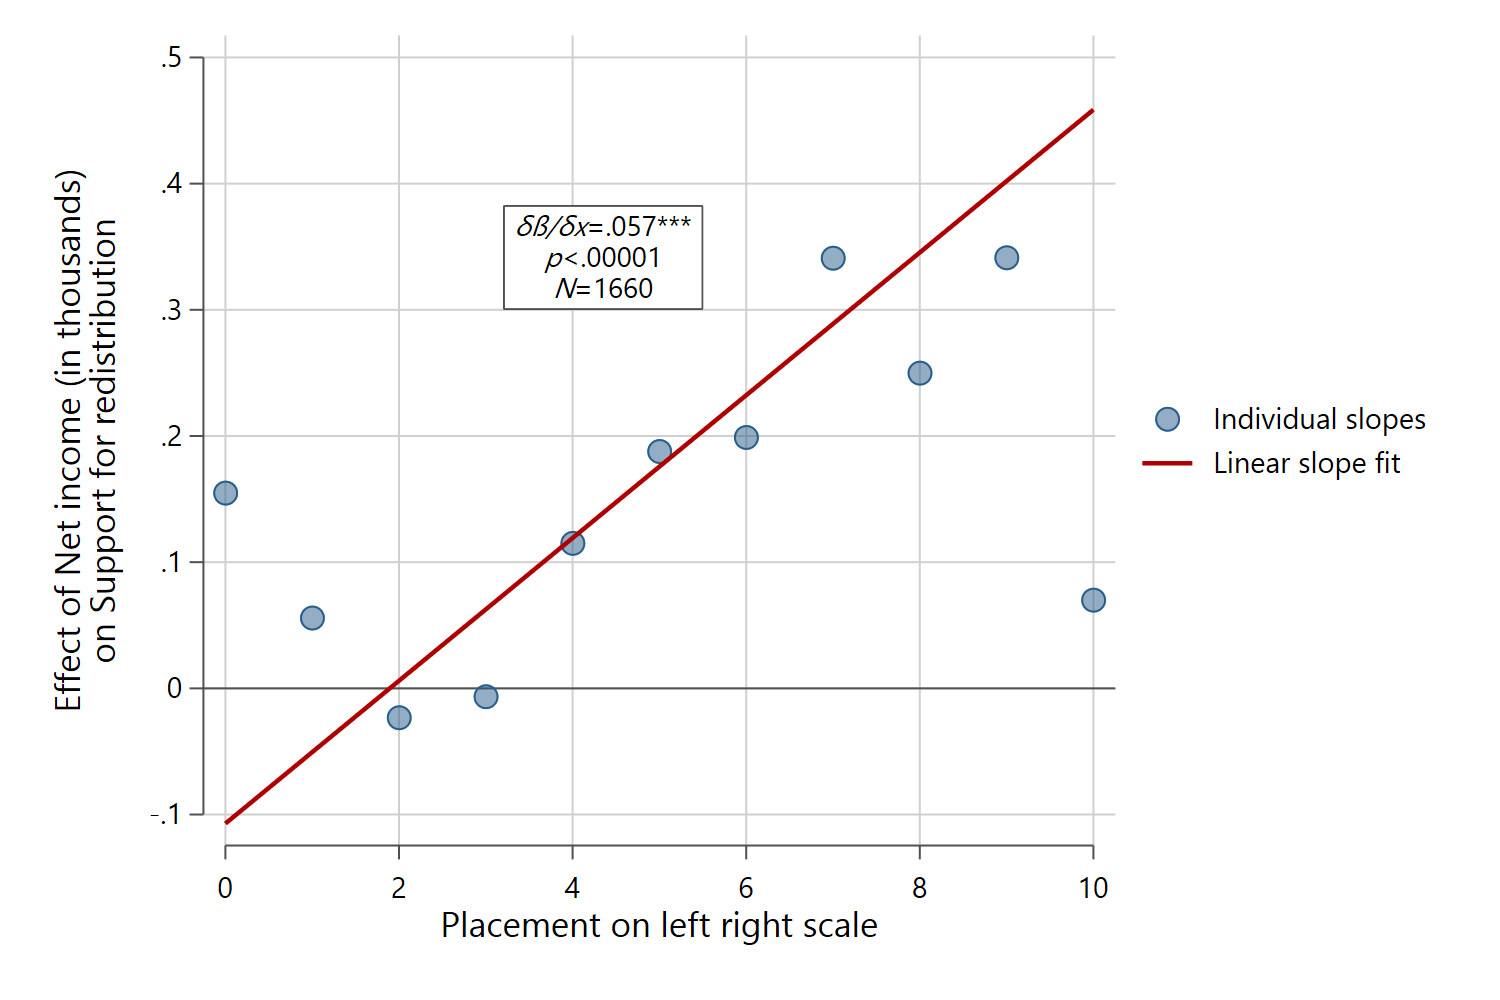 Effect of Net income (in thousands)
on Support for redistribution
.5
.4
.3
.2
.1
0
-.1
δß/δx=.057***
p<.00001
N=1660
0 2 4 6 8 10
Placement on left right scale
Individual slopes
Linear slope fit